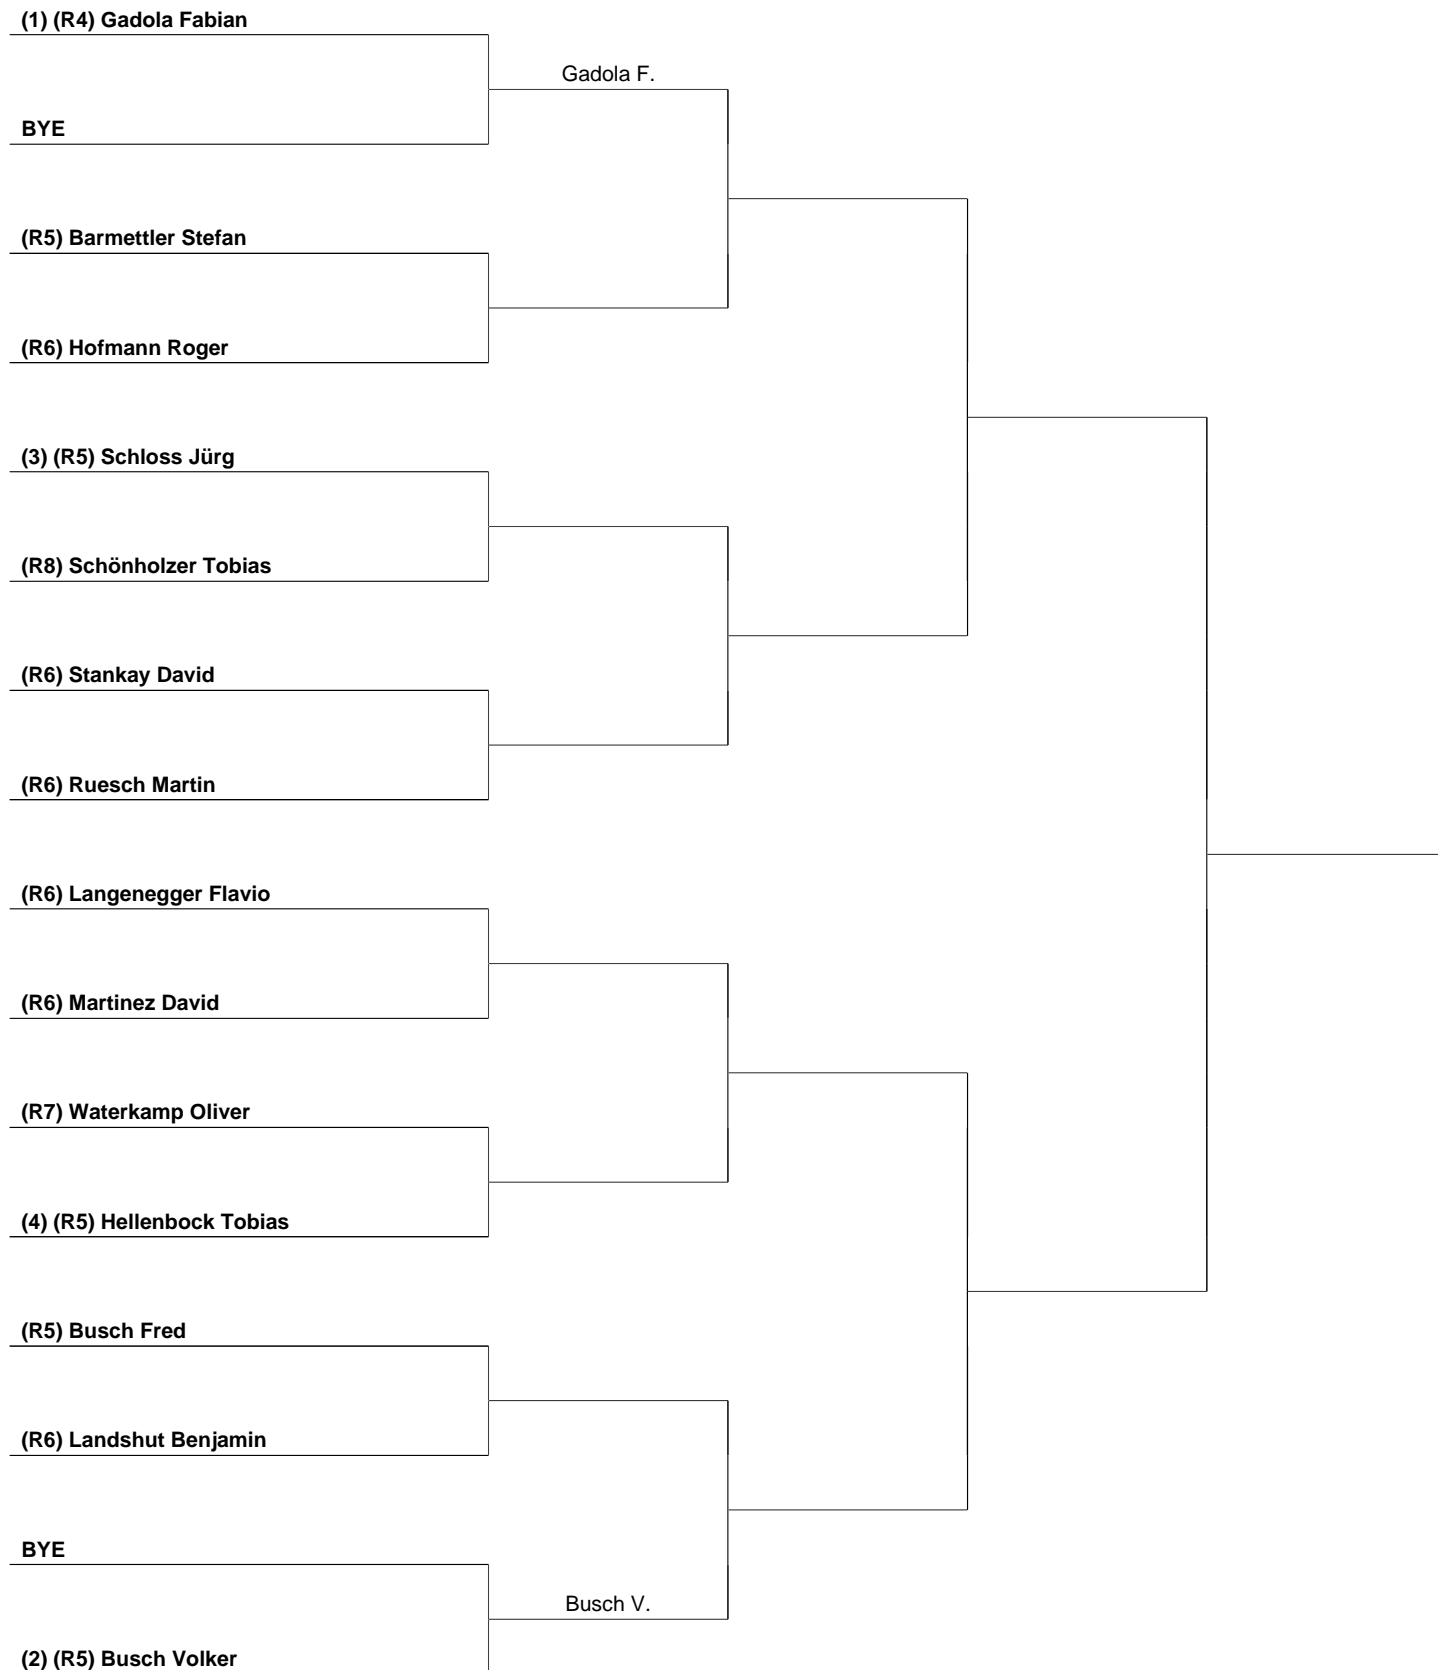 (1) (R4) Gadola Fabian
Gadola F.
BYE
(R5) Barmettler Stefan
(R6) Hofmann Roger
(3) (R5) Schloss Jürg
(R8) Schönholzer Tobias
(R6) Stankay David
(R6) Ruesch Martin
(R6) Langenegger Flavio
(R6) Martinez David
(R7) Waterkamp Oliver
(4) (R5) Hellenbock Tobias
(R5) Busch Fred
(R6) Landshut Benjamin
BYE
Busch V.
(2) (R5) Busch Volker